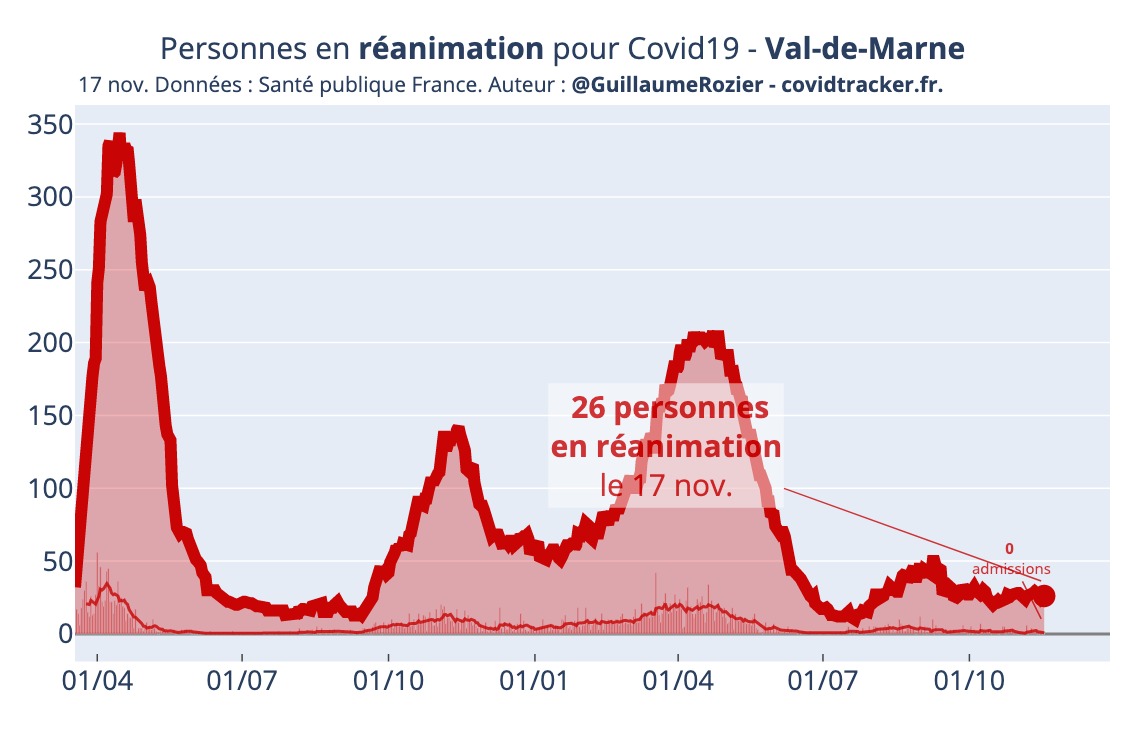 Personnes en réanimation pour Covid19 - Val-de-Marne
17 nov. Données : Santé publique France. Auteur : @GuillaumeRozier - covidtracker.fr.
350
300
250
200
150
100
50
0
26 personnes
en réanimation
le 17 nov.
0
admissions
01/04
01/07
01/10
01/01
01/04
01/07
01/10